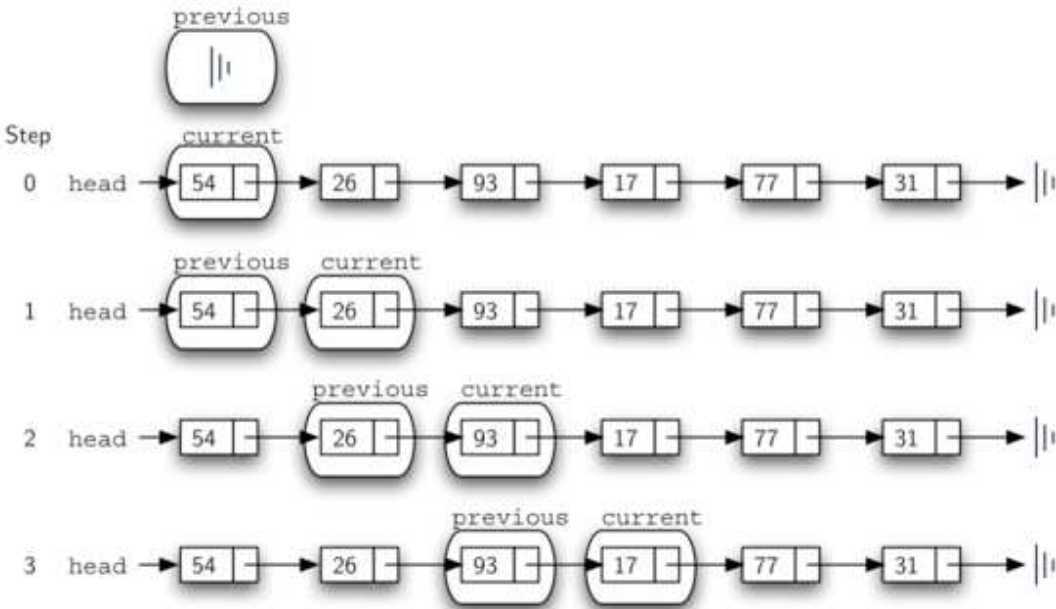 previous
Step
current
0 head 54 26 93 17 77 31
previous current
1 head 54 26 93 17 77 31
previous current
2 head 54 26 93 17 77 31
previous current
3 head 54 26 93 17 77 31